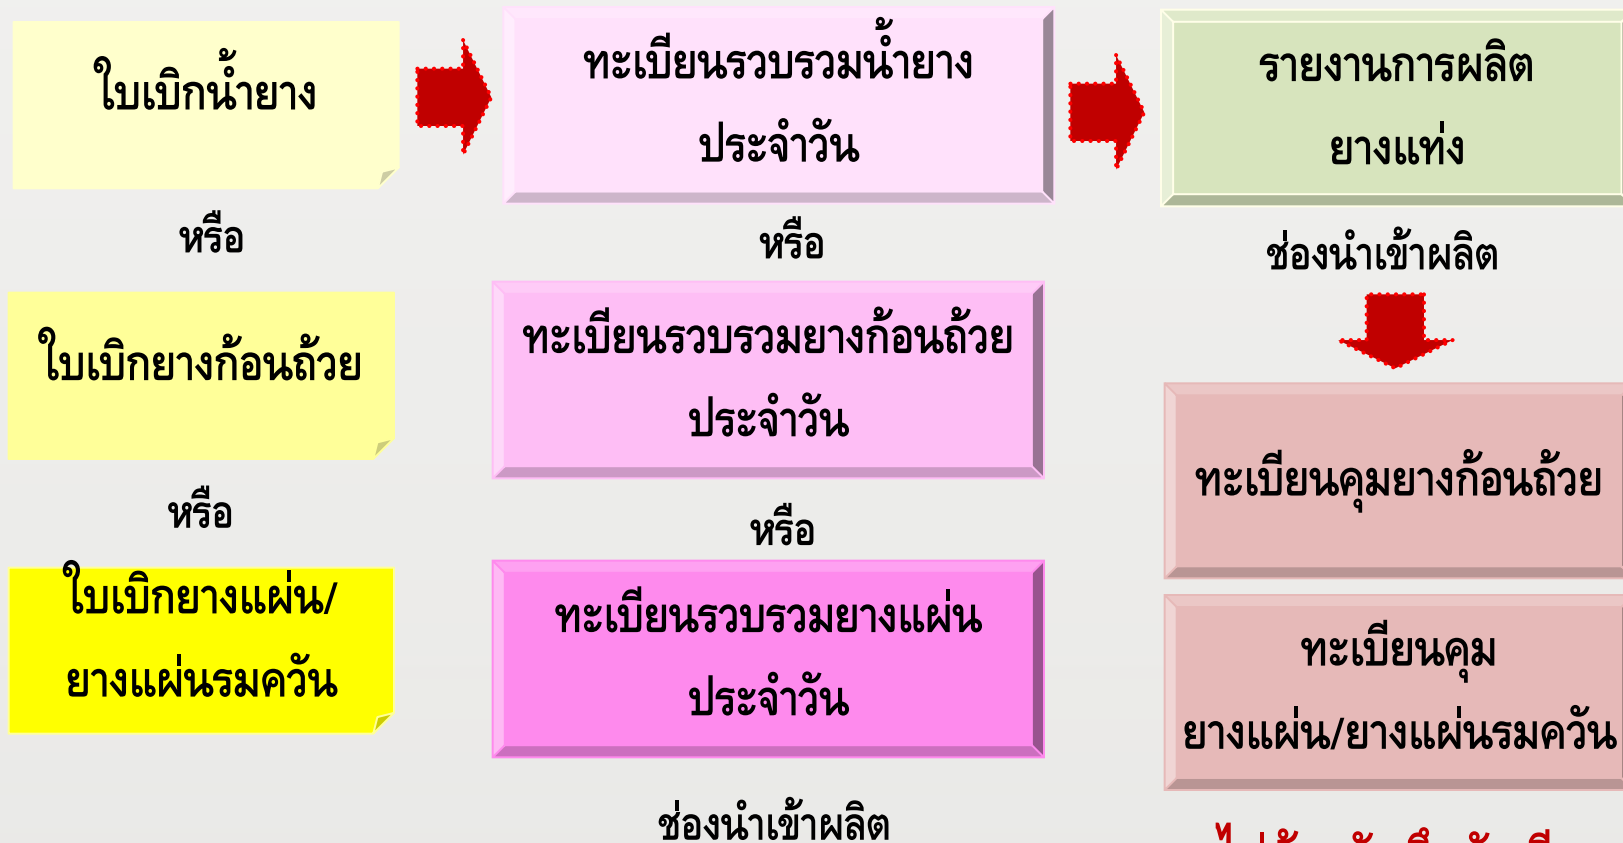 ใบเบิกน้ำยาง
หรือ
ใบเบิกยางก้อนถ้วย
หรือ
ใบเบิกยางแผ่น/
ยางแผ่นรมควัน
ทะเบียนรวบรวมน้ำยาง
ประจำวัน
หรือ
ทะเบียนรวบรวมยางก้อนถ้วย
ประจำวัน
หรือ
ทะเบียนรวบรวมยางแผ่น
ประจำวัน
ช่องนำเข้าผลิต
รายงานการผลิต
ยางแท่ง
ช่องนำเข้าผลิต
ทะเบียนคุมยางก้อนถ้วย
ทะเบียนคุม
ยางแผ่น/ยางแผ่นรมควัน